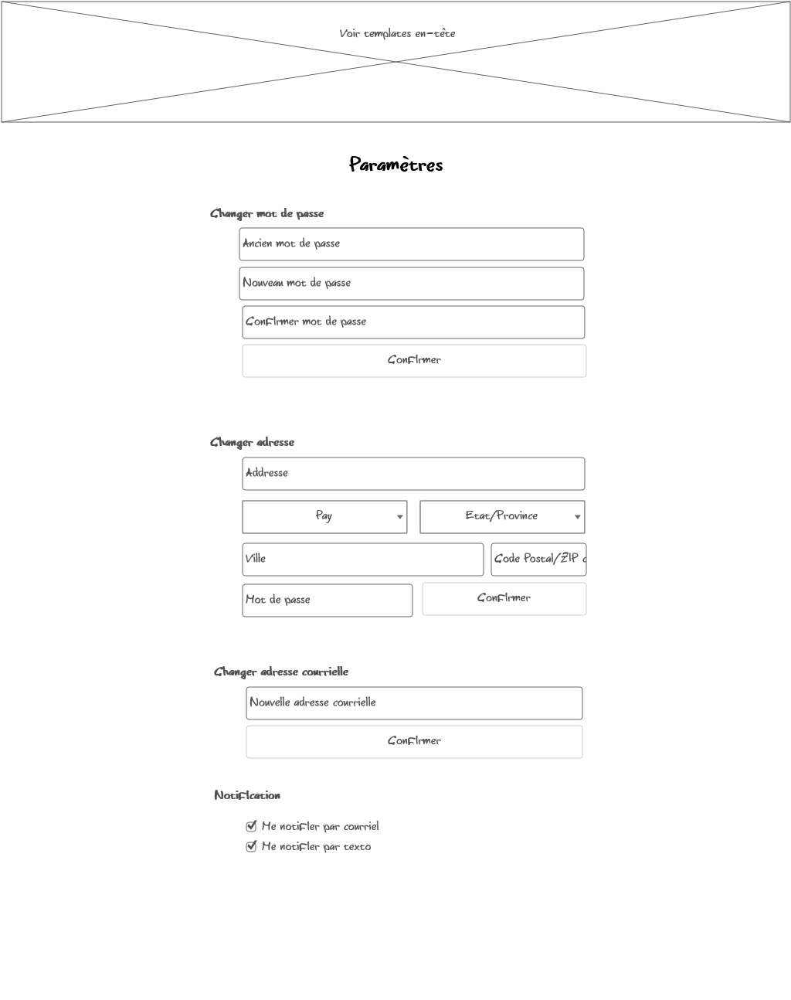 Voir templates en-tête
Paramètres
Changer mot de passe
Ancien mot de passe
Nouveau mot de passe
Confirmer mot de passe
Confirmer
Changer adresse
Addresse
Pay
Etat/Province
Ville
Code Postal/ZIP
Mot de passe
Confirmer
Changer adresse courrielle
Nouvelle adresse courrielle
Confirmer
Notification
Me notifier par courriel
Me notifier par texto